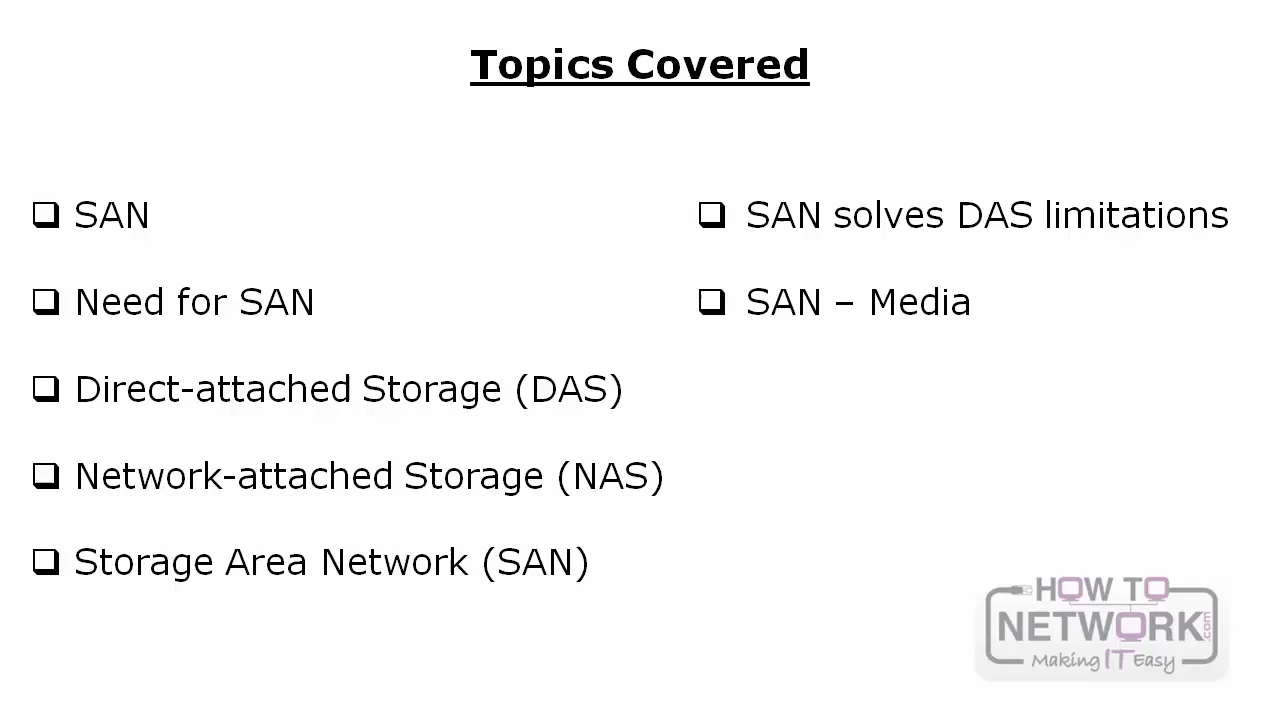 Topics Covered
❑ SAN
❑ Need for SAN
❑ Direct-attached Storage (DAS)
❑ Network-attached Storage (NAS)
❑ Storage Area Network (SAN)
❑ SAN solves DAS limitations
❑ SAN – Media
HOW TO
NETWORK.com
Making IT Easy